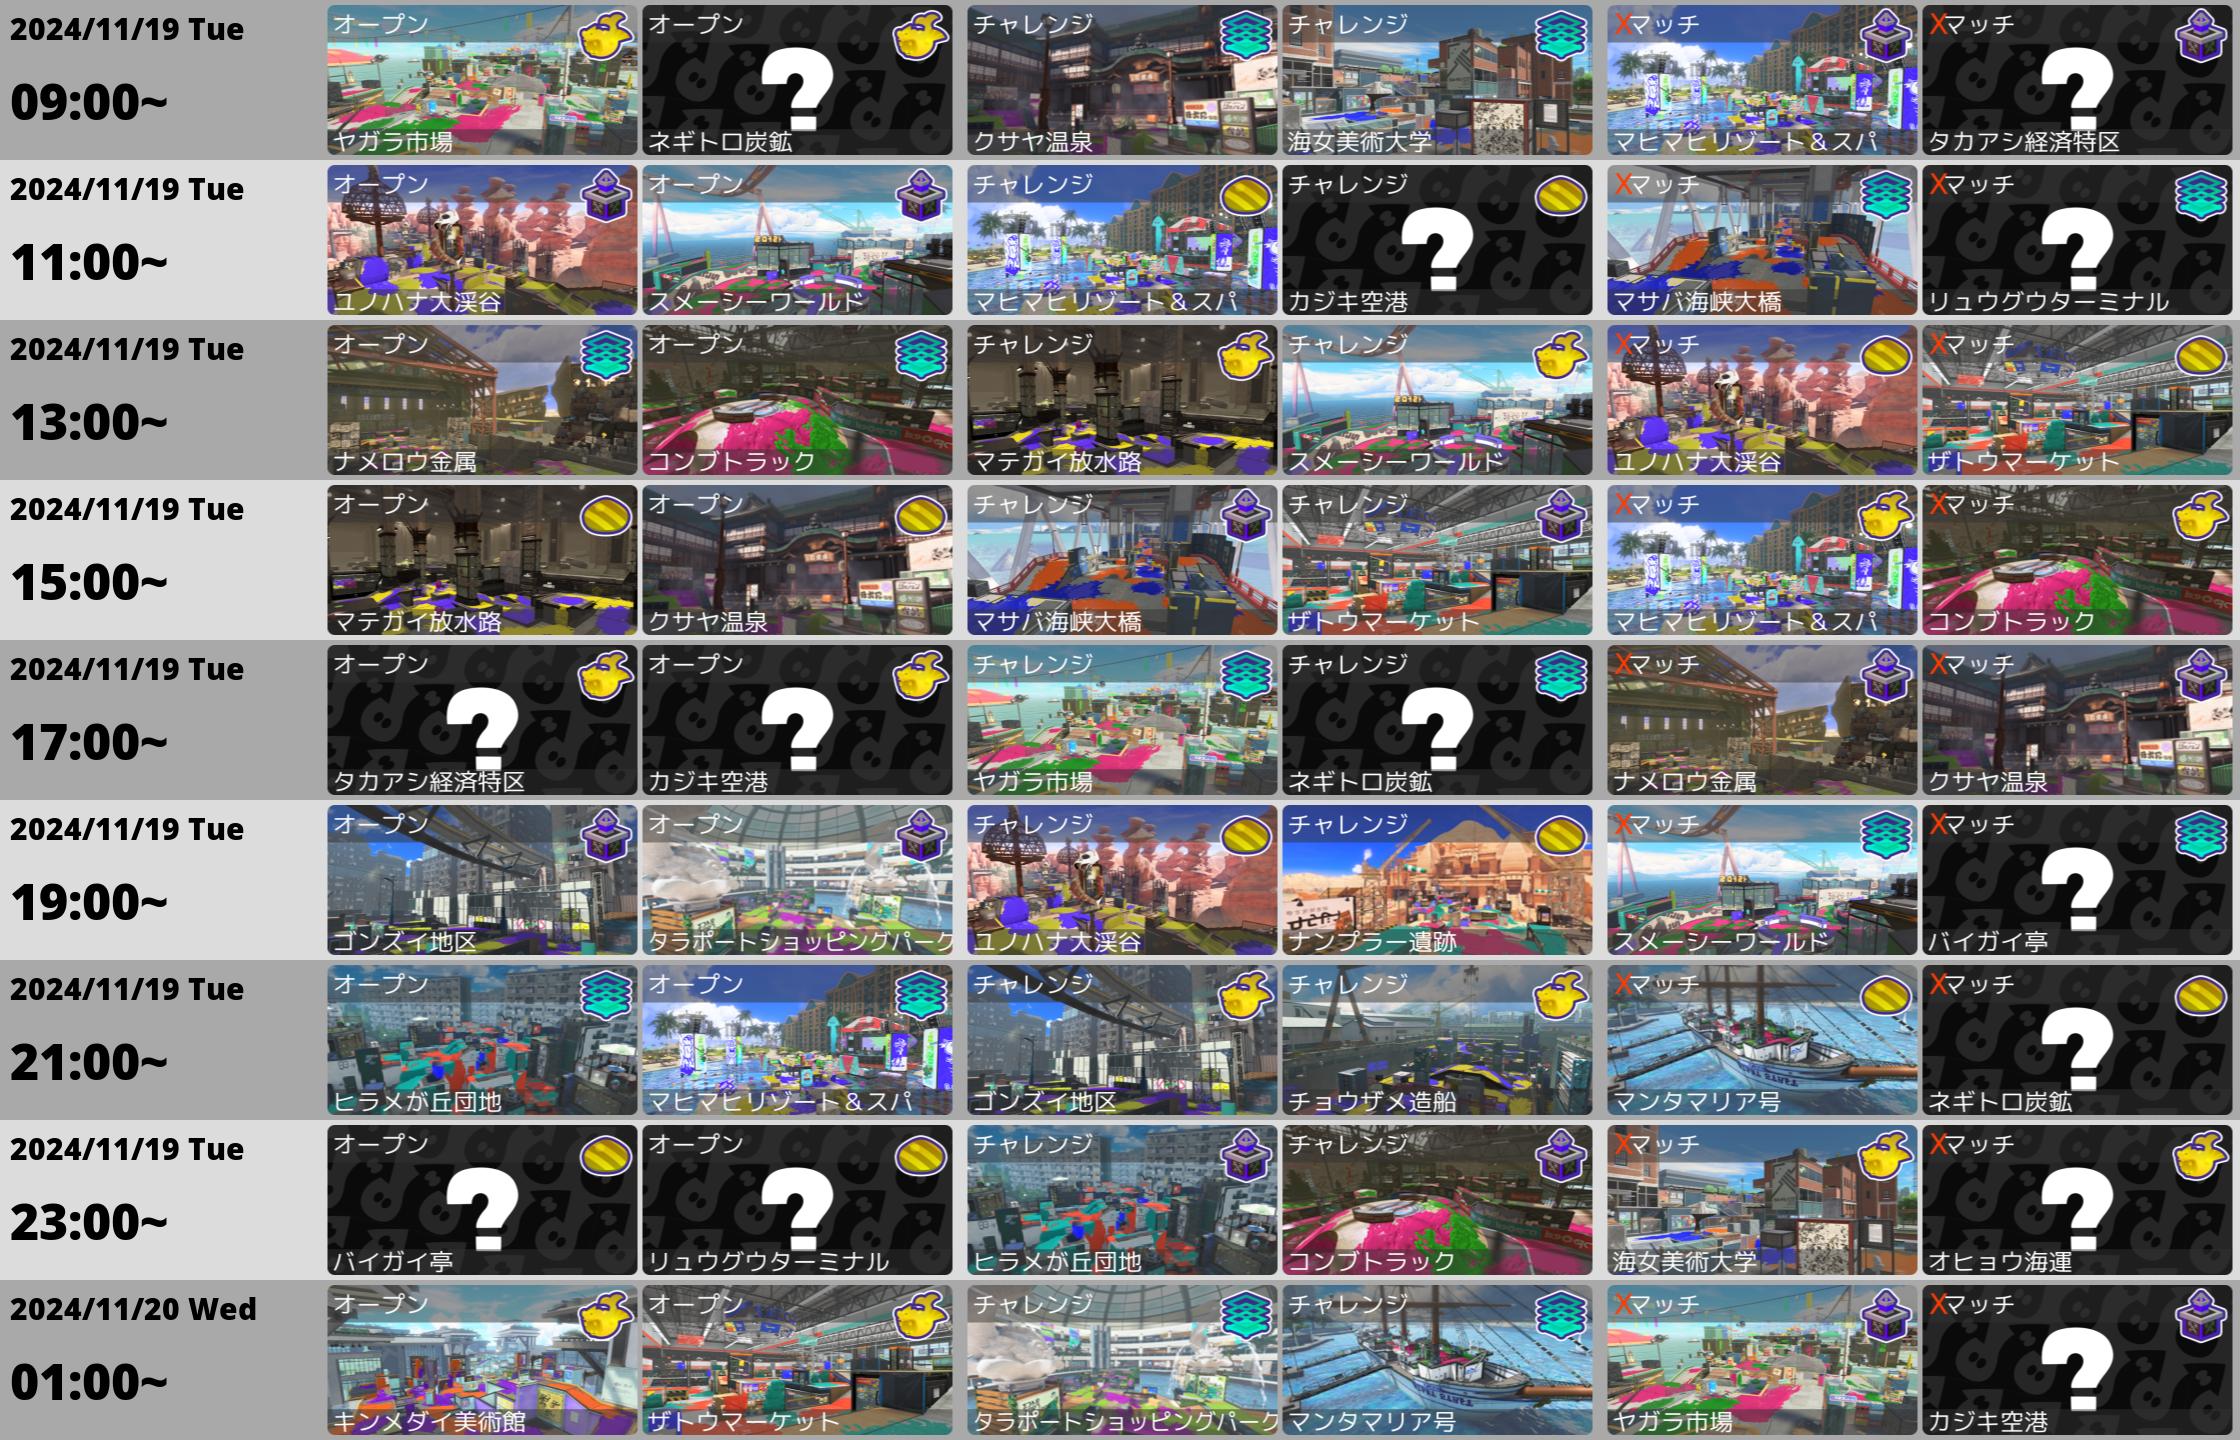 2024/11/19 Tue
09:00~
オープン
ヤガラ市場
オープン
ネギトロ炭鉱
チャレンジ
クサヤ温泉
チャレンジ
海女美術大学
Xマッチ
マヒマヒリゾート＆スパ
Xマッチ
タカアシ経済特区
2024/11/19 Tue
11:00~
オープン
ユノハナ大渓谷
オープン
スメーシーワールド
チャレンジ
マヒマヒリゾート＆スパ
チャレンジ
カジキ空港
Xマッチ
マサバ海峡大橋
Xマッチ
リュウグウターミナル
2024/11/19 Tue
13:00~
オープン
ナメロウ金属
オープン
コンブトラック
チャレンジ
マテガイ放水路
チャレンジ
スメーシーワールド
Xマッチ
ユノハナ大渓谷
Xマッチ
ザトウマーケット
2024/11/19 Tue
15:00~
オープン
マテガイ放水路
オープン
クサヤ温泉
チャレンジ
マサバ海峡大橋
チャレンジ
ザトウマーケット
Xマッチ
マヒマヒリゾート＆スパ
Xマッチ
コンブトラック
2024/11/19 Tue
17:00~
オープン
タカアシ経済特区
オープン
カジキ空港
チャレンジ
ヤガラ市場
チャレンジ
ネギトロ炭鉱
Xマッチ
ナメロウ金属
Xマッチ
クサヤ温泉
2024/11/19 Tue
19:00~
オープン
ゴンズイ地区
オープン
タラポートショッピングパーク
チャレンジ
ユノハナ大渓谷
チャレンジ
ナンプラー遺跡
Xマッチ
スメーシーワールド
Xマッチ
バイガイ亭
2024/11/19 Tue
21:00~
オープン
ヒラメが丘団地
オープン
マヒマヒリゾート＆スパ
チャレンジ
ゴンズイ地区
チャレンジ
チョウザメ造船
Xマッチ
マンタマリア号
Xマッチ
ネギトロ炭鉱
2024/11/19 Tue
23:00~
オープン
バイガイ亭
オープン
リュウグウターミナル
チャレンジ
ヒラメが丘団地
チャレンジ
コンブトラック
Xマッチ
海女美術大学
Xマッチ
オヒョウ海運
2024/11/20 Wed
01:00~
オープン
キンメダイ美術館
オープン
ザトウマーケット
チャレンジ
タラポートショッピングパーク
チャレンジ
マンタマリア号
Xマッチ
ヤガラ市場
Xマッチ
カジキ空港